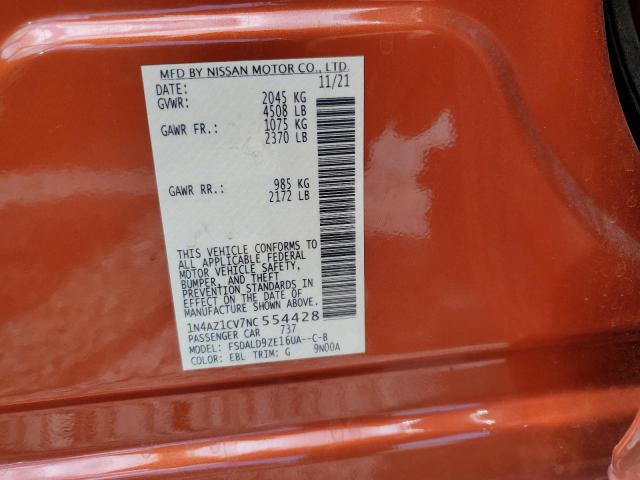 MFD BY NISSAN MOTOR CO., LTD.
DATE: 11/21
GVWR: 2045 KG
4508 LB
GAWR FR.: 1075 KG
2370 LB
GAWR RR.: 985 KG
2172 LB
THIS VEHICLE CONFORMS TO
ALL APPLICABLE FEDERAL
MOTOR VEHICLE SAFETY,
BUMPER, AND THEFT
PREVENTION STANDARDS IN
EFFECT ON THE DATE OF
MANUFACTURE SHOWN ABOVE.
1N4AZ1CV7NC554428
PASSENGER CAR 737
MODEL: FSDALD9ZE16UA--C-B
COLOR: EBL TRIM: G 9N00A